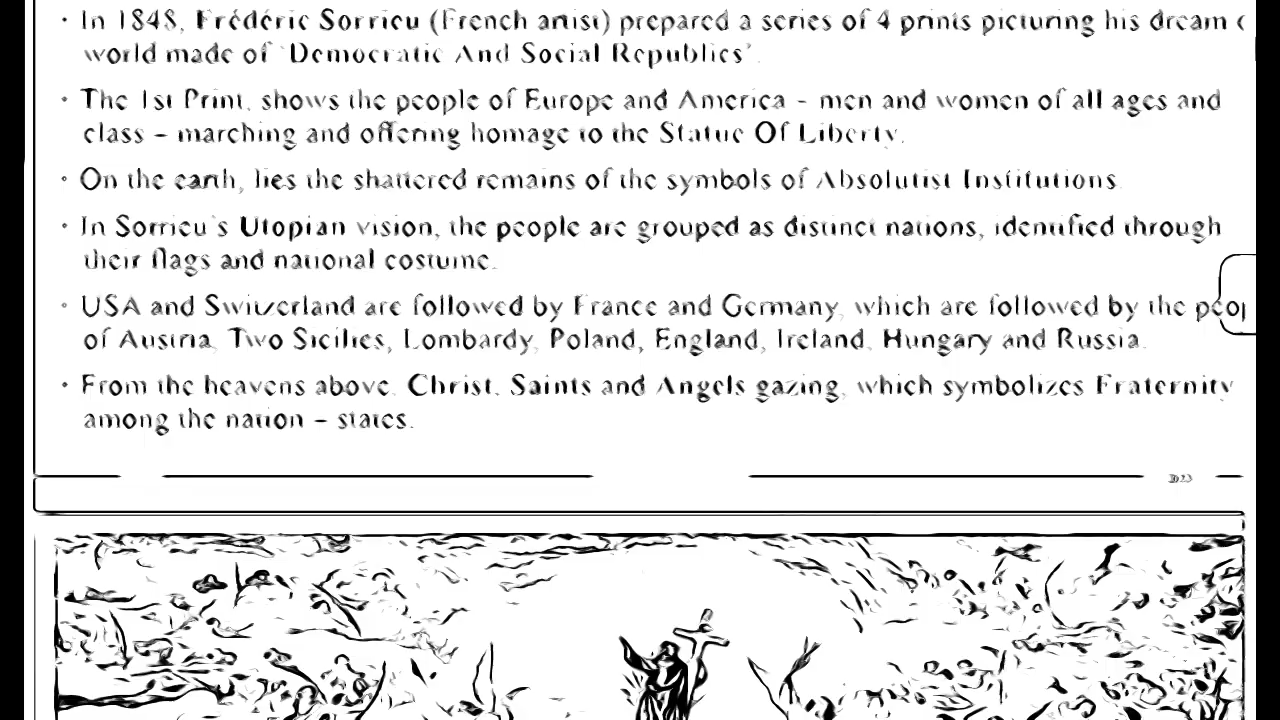 • In 1848, Frédéric Sorrieu (French artist) prepared a series of 4 prints picturing his dream
world made of 'Democratic And Social Republics'.
• The 1st Print, shows the people of Europe and America – men and women of all ages and
class – marching and offering homage to the Statue Of Liberty.
• On the earth, lies the shattered remains of the symbols of Absolutist Institutions.
• In Sorrieu's Utopian vision, the people are grouped as distinct nations, identified through
their flags and national costume.
• USA and Switzerland are followed by France and Germany, which are followed by the
of Austria, Two Sicilies, Lombardy, Poland, England, Ireland, Hungary and Russia.
• From the heavens above, Christ, Saints and Angels gazing, which symbolizes Fraternity
among the nation – states.